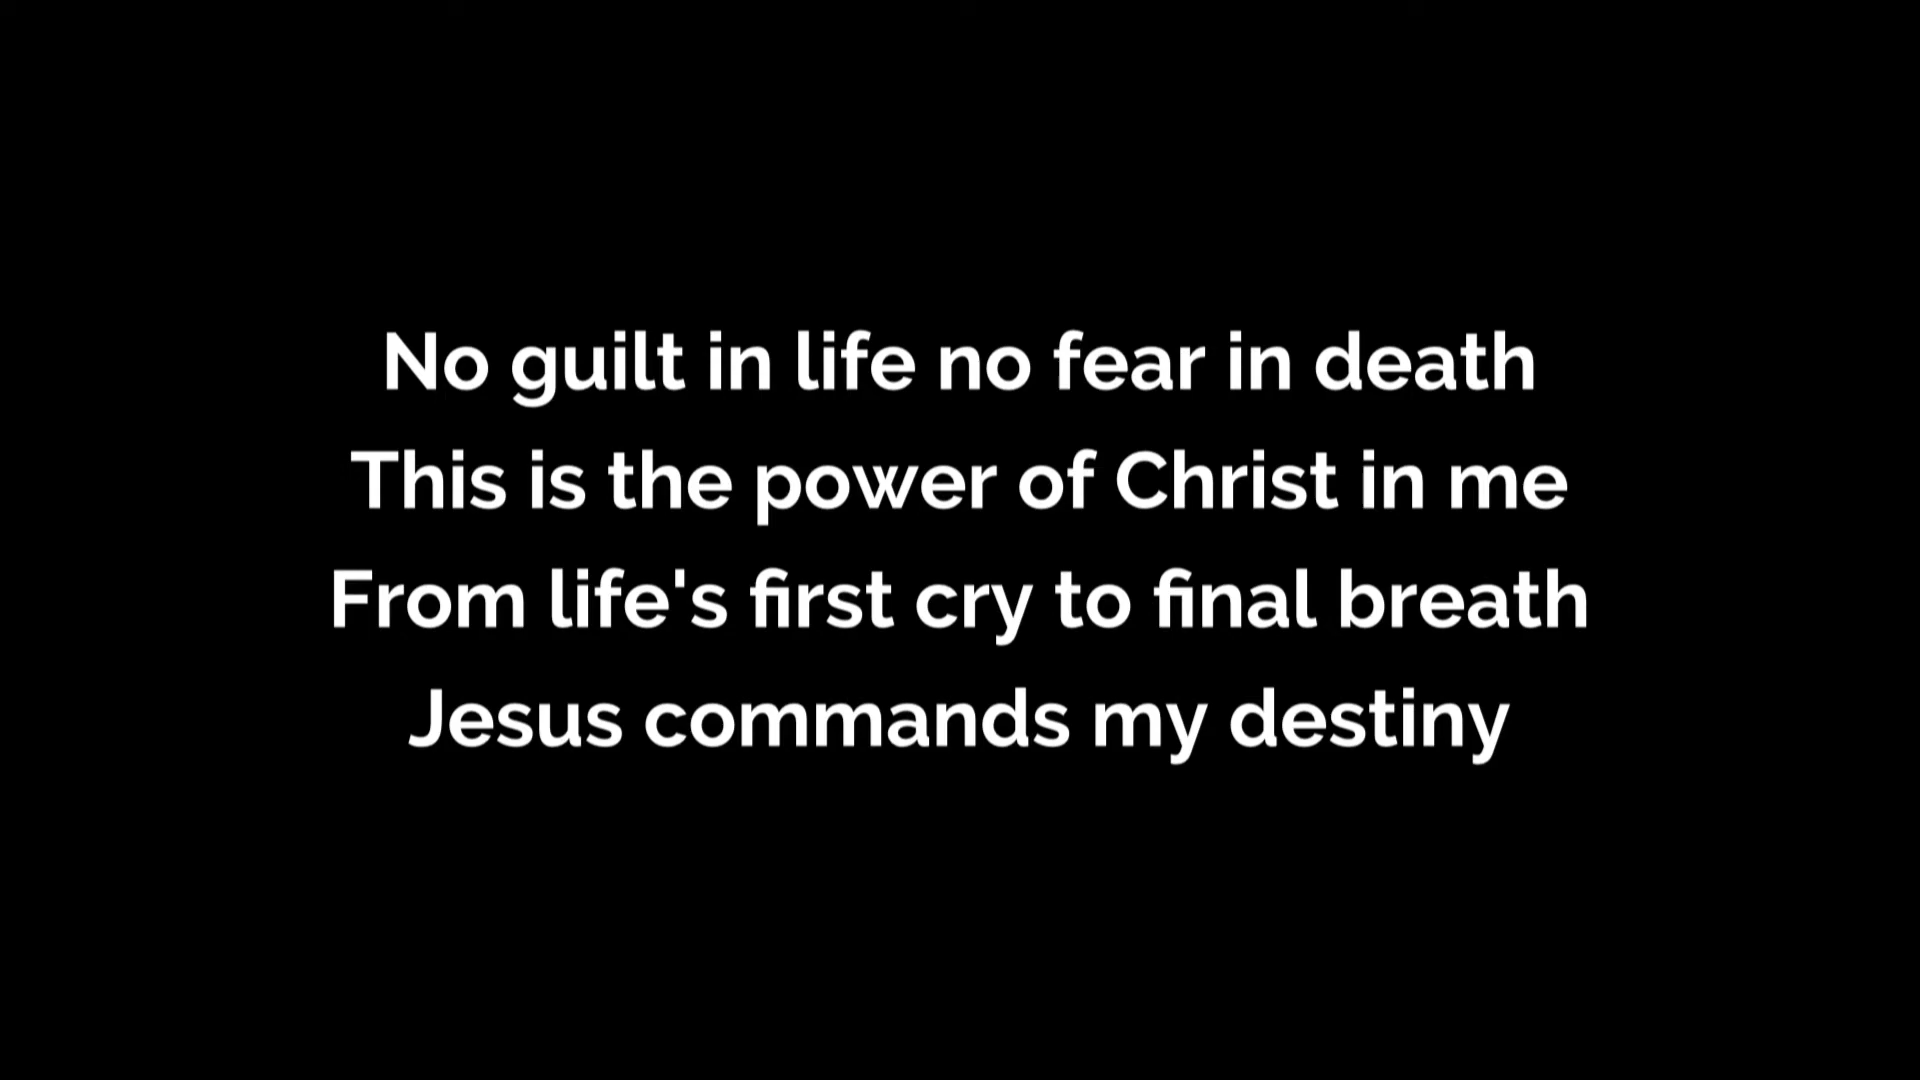 No guilt in life no fear in death
This is the power of Christ in me
From life's first cry to final breath
Jesus commands my destiny